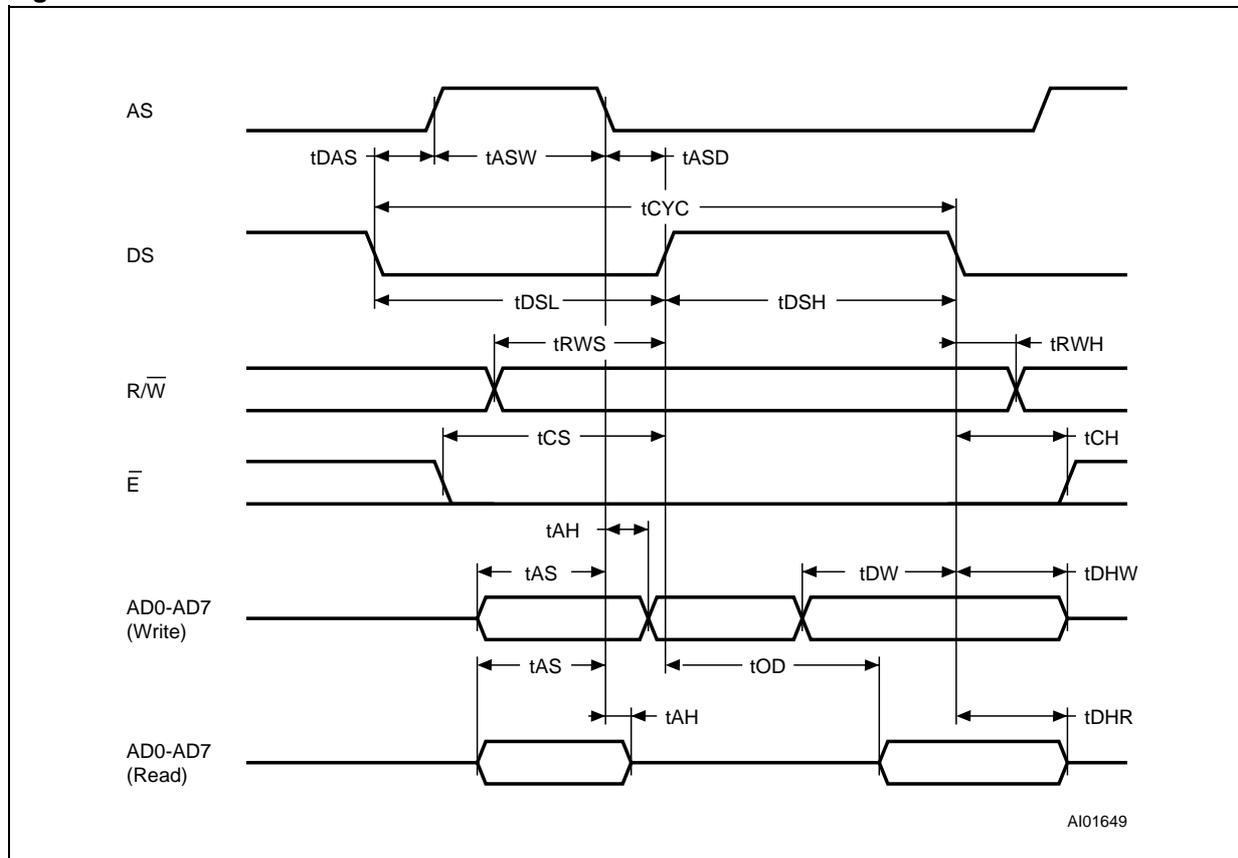 AS
tDAS
tASW
tASD
tCYC
DS
tDSL
tDSH
tRWS
tRWH
R/W̅
tCS
tCH
E̅
tAH
tAS
tDW
tDHW
AD0-AD7
(Write)
tAS
tOD
tAH
tDHR
AD0-AD7
(Read)
AI01649